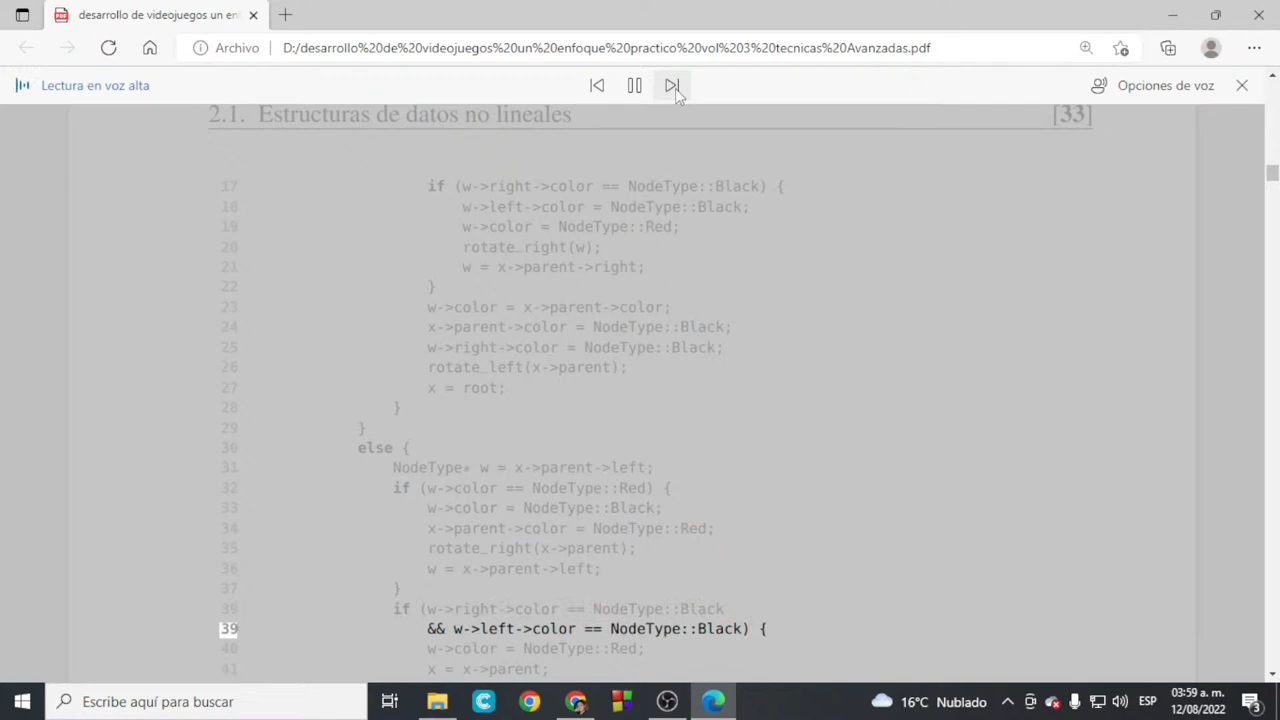 desarrollo de videojuegos un en
Archivo
D:/desarrollo%20de%20videojuegos%20un%20enfoque%20practico%20vol%203%20tecnicas%20Avanzadas.pdf
Lectura en voz alta
Opciones de voz
2.1. Estructuras de datos no lineales [33]
17 if (w->right->color == NodeType::Black) {
18 w->left->color = NodeType::Black;
19 w->color = NodeType::Red;
20 rotate_right(w);
21 w = x->parent->right;
22 }
23 w->color = x->parent->color;
24 x->parent->color = NodeType::Black;
25 w->right->color = NodeType::Black;
26 rotate_left(x->parent);
27 x = root;
28 }
29 }
30 else {
31 NodeType* w = x->parent->left;
32 if (w->color == NodeType::Red) {
33 w->color = NodeType::Black;
34 x->parent->color = NodeType::Red;
35 rotate_right(x->parent);
36 w = x->parent->left;
37 }
39 if (w->right->color == NodeType::Black
39 && w->left->color == NodeType::Black) {
40 w->color = NodeType::Red;
41 x = x->parent;
Escribe aquí para buscar
16°C Nublado
ESP
03:59 a. m.
12/08/2022
3